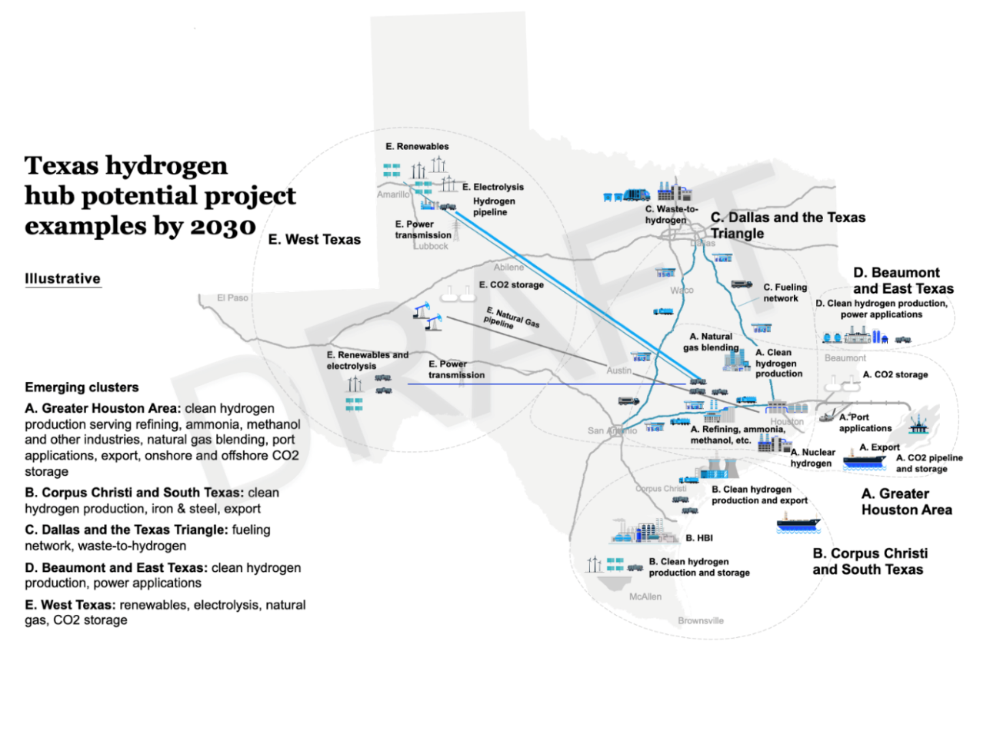 Texas hydrogen
hub potential project
examples by 2030
Illustrative
Emerging clusters
A. Greater Houston Area: clean hydrogen
production serving refining, ammonia, methanol
and other industries, natural gas blending, port
applications, export, onshore and offshore CO2
storage
B. Corpus Christi and South Texas: clean
hydrogen production, iron & steel, export
C. Dallas and the Texas Triangle: fueling
network, waste-to-hydrogen
D. Beaumont and East Texas: clean hydrogen
production, power applications
E. West Texas: renewables, electrolysis, natural
gas, CO2 storage
DRAFT
E. West Texas
E. Renewables
Amarillo
E. Electrolysis
Hydrogen
pipeline
E. Power
transmission
Lubbock
Abilene
E. CO2 storage
El Paso
E. Natural Gas
pipeline
E. Renewables and
electrolysis
E. Power
transmission
C. Waste-to-
hydrogen
C. Dallas and the Texas
Triangle
Dallas
Waco
C. Fueling
network
D. Beaumont
and East Texas
D. Clean hydrogen production,
power applications
Beaumont
A. Natural
gas blending
A. Clean
hydrogen
production
Austin
A. CO2 storage
San Antonio
Houston
A. Port
applications
A. Refining, ammonia,
methanol, etc.
A. Nuclear
hydrogen
A. Export
A. CO2 pipeline
and storage
A. Greater
Houston Area
Corpus Christi
B. Clean hydrogen
production and export
B. HBI
B. Corpus Christi
and South Texas
B. Clean hydrogen
production and storage
McAllen
Brownsville